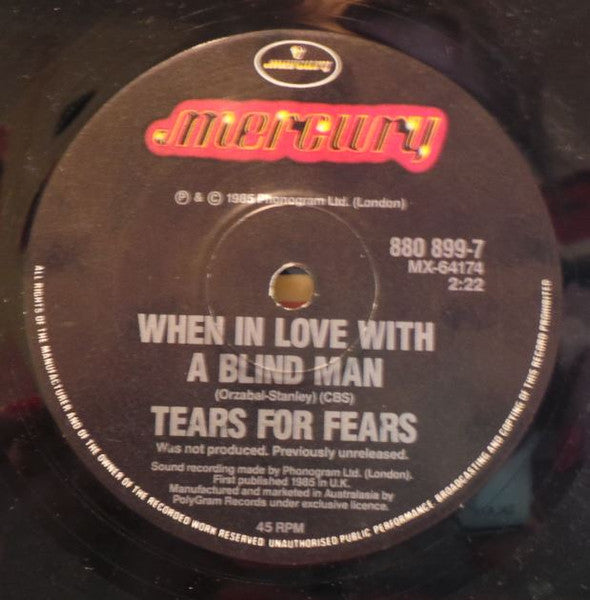 mercury
mercury
℗ & © 1985 Phonogram Ltd. (London)
880 899-7
MX-64174
2:22
WHEN IN LOVE WITH
A BLIND MAN
(Orzabal-Stanley) (CBS)
TEARS FOR FEARS
Was not produced. Previously unreleased.
Sound recording made by Phonogram Ltd. (London).
First published 1985 in U.K.
Manufactured and marketed in Australasia by
PolyGram Records under exclusive licence.
45 RPM
ALL RIGHTS OF THE MANUFACTURER AND OF THE OWNER OF THE RECORDED WORK RESERVED. UNAUTHORISED PUBLIC PERFORMANCE, BROADCASTING AND COPYING OF THIS RECORD PROHIBITED